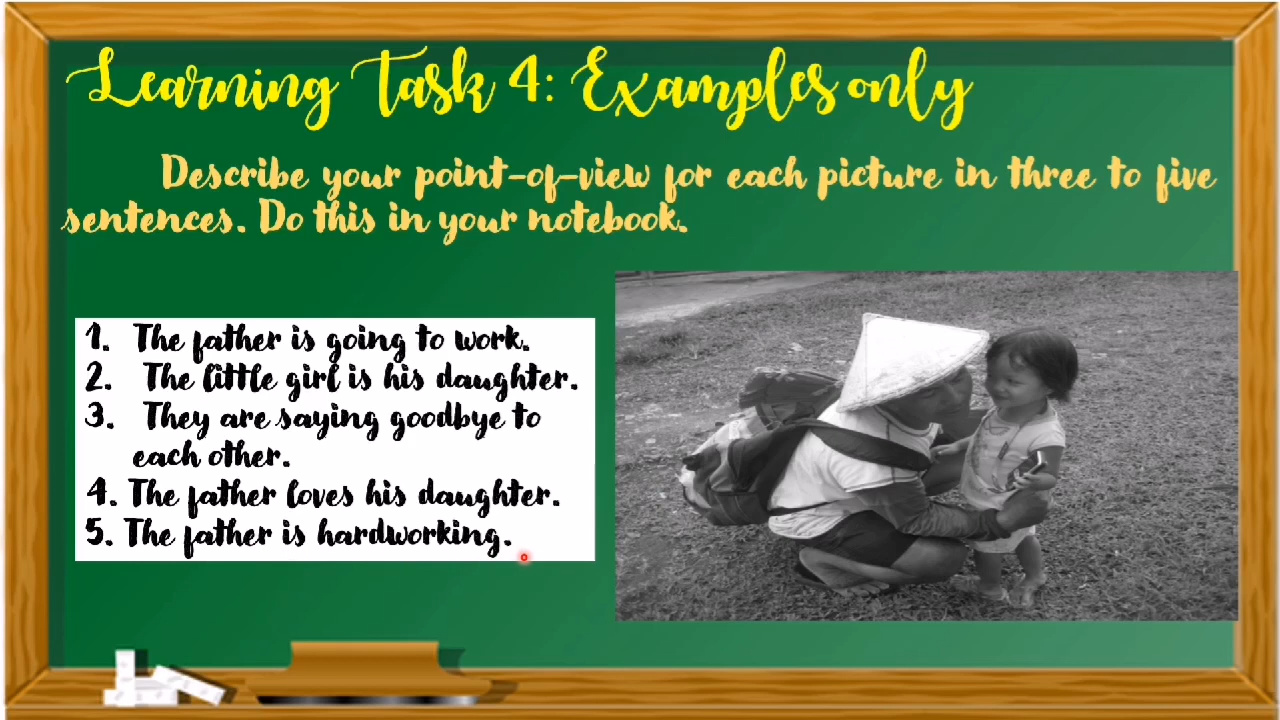 Learning Task 4: Examples only
Describe your point-of-view for each picture in three to five
sentences. Do this in your notebook.
1. The father is going to work.
2. The little girl is his daughter.
3. They are saying goodbye to
each other.
4. The father loves his daughter.
5. The father is hardworking.